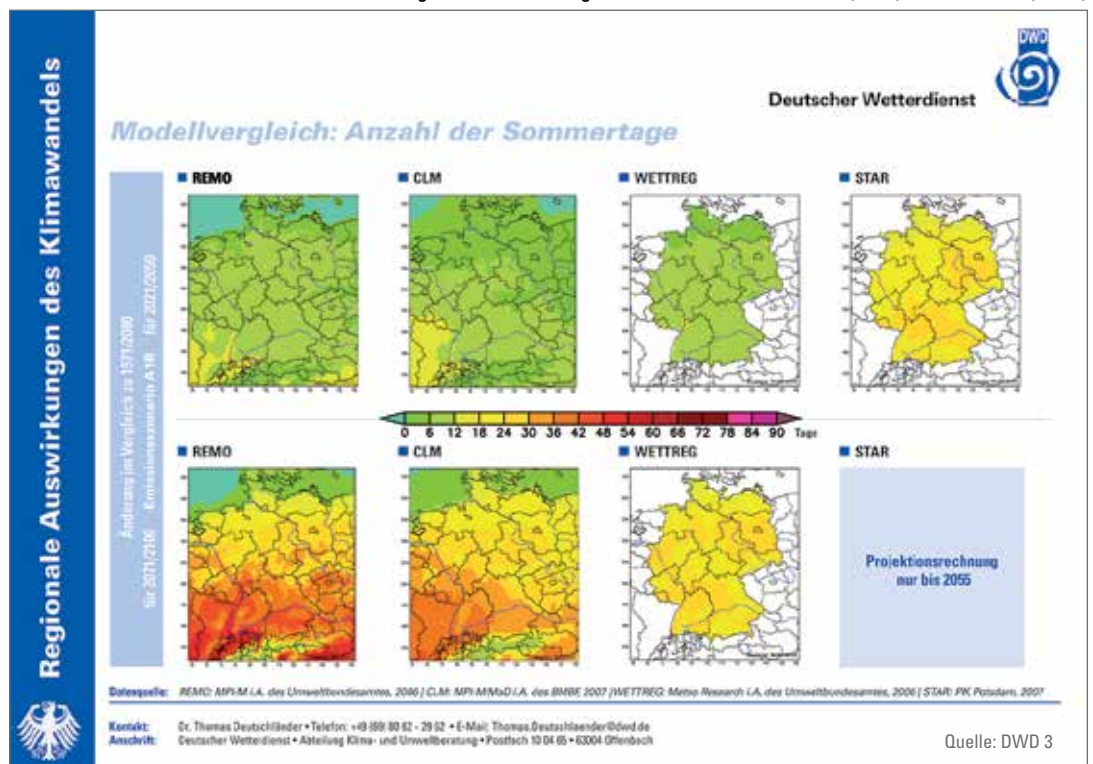 Regionale Auswirkungen des Klimawandels
DWD
Deutscher Wetterdienst
Modellvergleich: Anzahl der Sommertage
Änderung im Vergleich zu 1971/2000
für 2071/2100 Emissionsszenario A1B für 2021/2050
REMO
CLM
WETTREG
STAR
0 6 12 18 24 30 36 42 48 54 60 66 72 78 84 90 Tage
REMO
CLM
WETTREG
STAR
Projektionsrechnung
nur bis 2055
Datenquelle: REMO: MPI-M i.A. des Umweltbundesamtes, 2006 | CLM: MPI-M/MaD i.A. des BMBF 2007 | WETTREG: Meteo Research i.A. des Umweltbundesamtes, 2006 | STAR: PIK Potsdam, 2007
Kontakt: Dr. Thomas Deutschländer • Telefon: +49 (69) 80 62 - 29 52 • E-Mail: Thomas.Deutschlaender@dwd.de
Anschrift: Deutscher Wetterdienst • Abteilung Klima- und Umweltberatung • Postfach 10 04 65 • 63004 Offenbach
Quelle: DWD 3